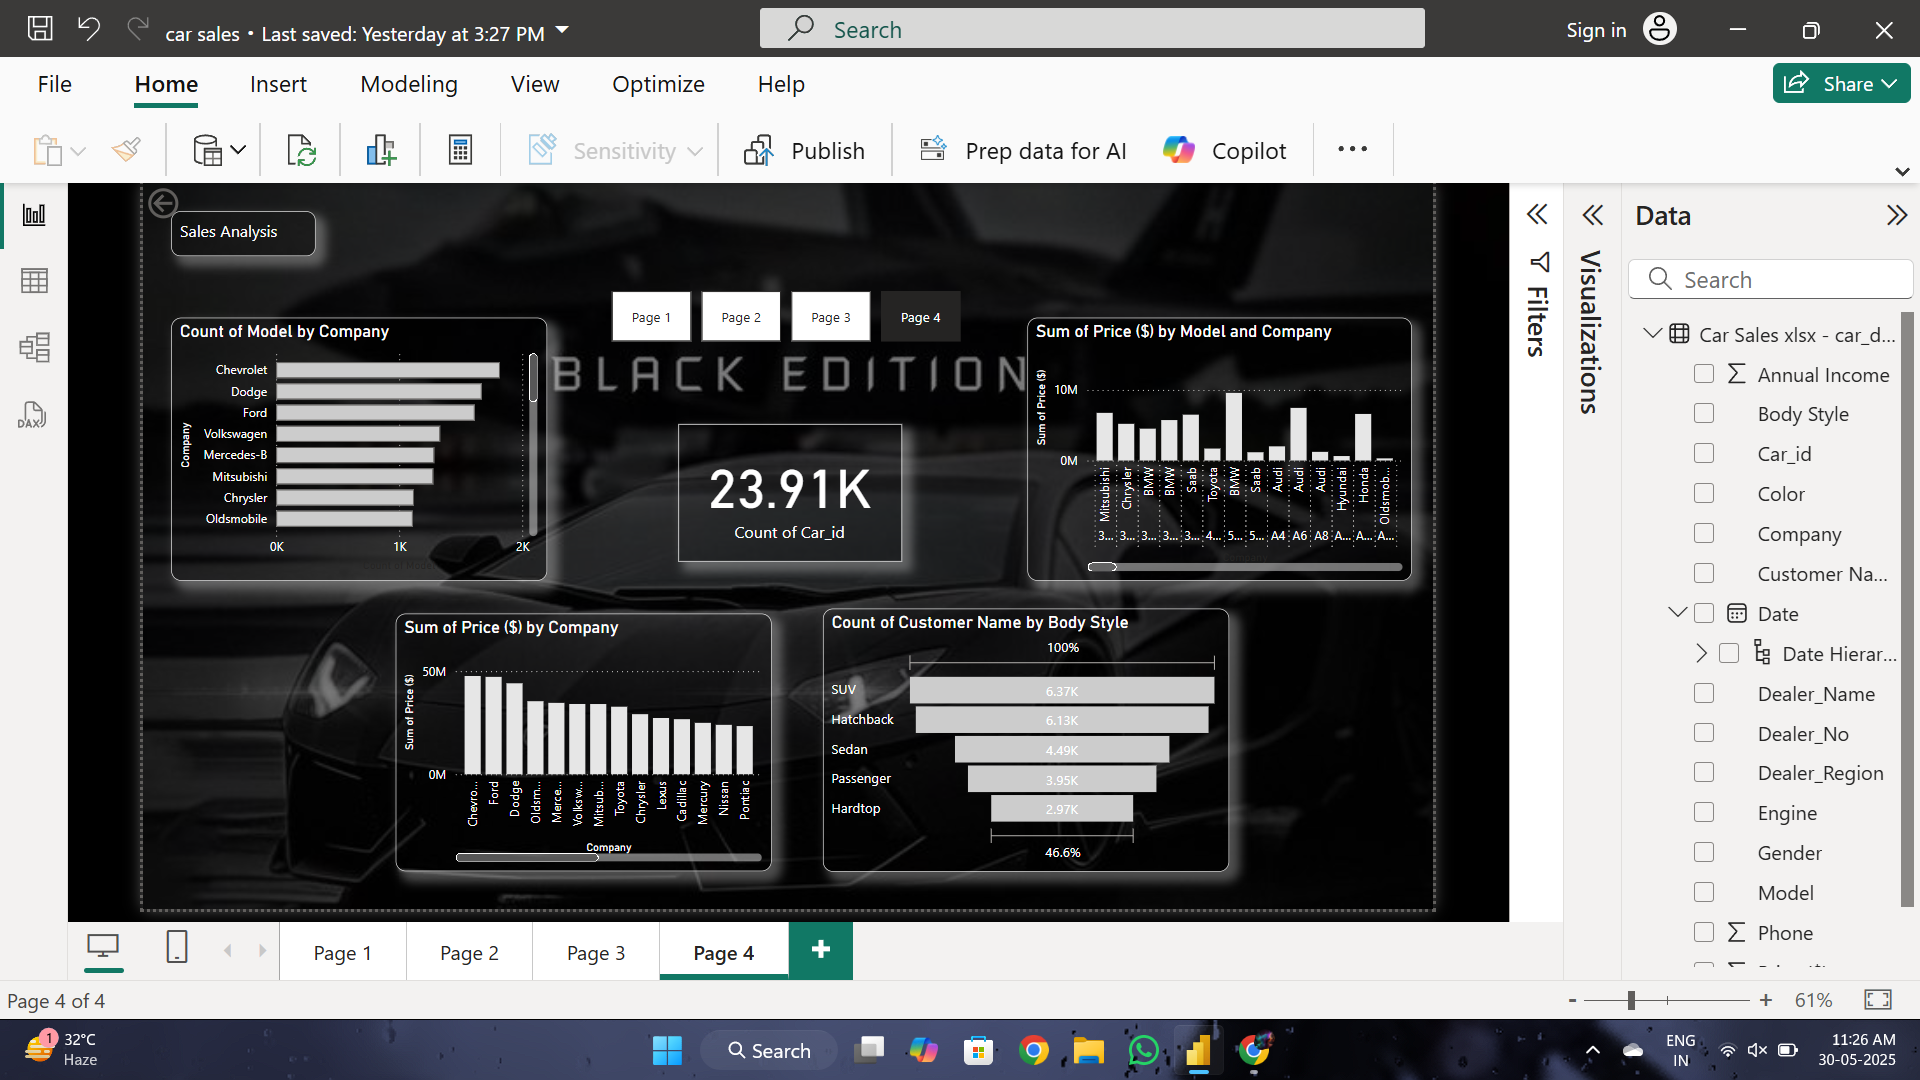 car sales • Last saved: Yesterday at 3:27 PM
Search
Sign in
File Home Insert Modeling View Optimize Help
Share
Sensitivity
Publish
Prep data for AI
Copilot
Sales Analysis
Page 1
Page 2
Page 3
Page 4
BLACK EDITION
Count of Model by Company
Company
Chevrolet
Dodge
Ford
Volkswagen
Mercedes-B
Mitsubishi
Chrysler
Oldsmobile
0K 1K 2K
23.91K
Count of Car_id
Sum of Price ($) by Model and Company
Sum of Price ($)
10M
0M
Mitsubishi
Chrysler
BMW
BMW
Saab
Toyota
BMW
Saab
Audi
Audi
Audi
Hyundai
Honda
Oldsmob...
3... 3... 3... 3... 3... 4... 5... 5... A4 A6 A8 A... A... A...
Sum of Price ($) by Company
Sum of Price ($)
50M
0M
Chevro...
Ford
Dodge
Oldsm...
Merce...
Volksw...
Mitsub...
Toyota
Chrysler
Lexus
Cadillac
Mercury
Nissan
Pontiac
Company
Count of Customer Name by Body Style
100%
SUV 6.37K
Hatchback 6.13K
Sedan 4.49K
Passenger 3.95K
Hardtop 2.97K
46.6%
Filters
Visualizations
Data
Search
Car Sales xlsx - car_d...
Annual Income
Body Style
Car_id
Color
Company
Customer Na...
Date
Date Hierar...
Dealer_Name
Dealer_No
Dealer_Region
Engine
Gender
Model
Phone
Page 1
Page 2
Page 3
Page 4
Page 4 of 4
- + 61%
1
32°C
Haze
Search
ENG
IN
11:26 AM
30-05-2025